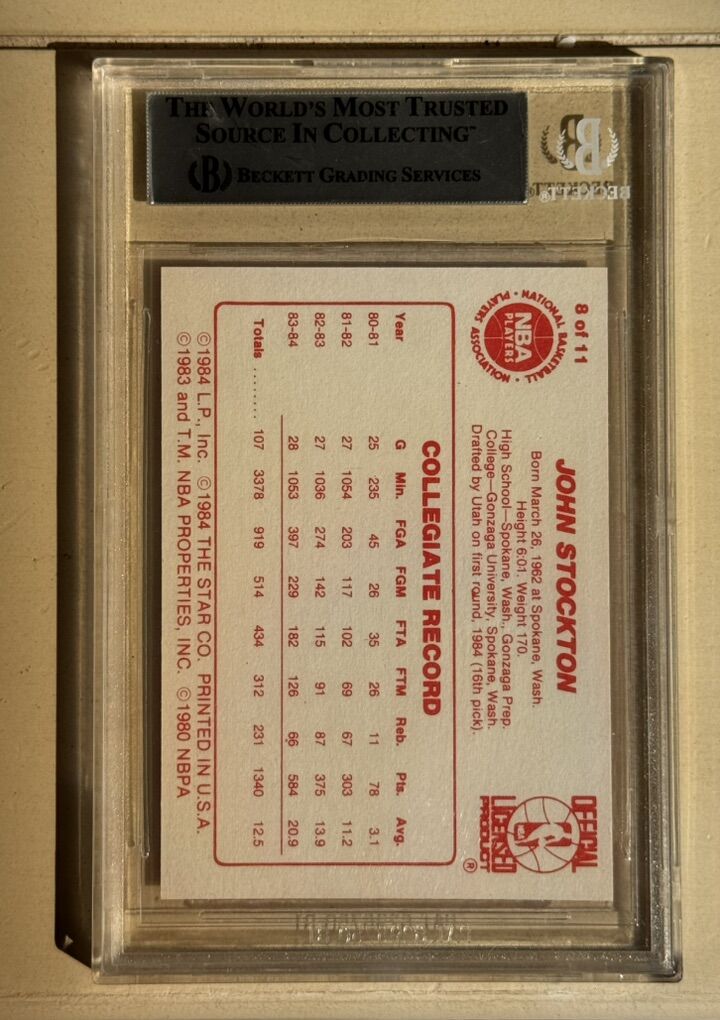 THE WORLD'S MOST TRUSTED
SOURCE IN COLLECTING™
B BECKETT GRADING SERVICES
B
BECKETT®
8 of 11
NATIONAL BASKETBALL
PLAYERS
ASSOCIATION
NBA
PLAYERS
JOHN STOCKTON
Born March 26, 1962 at Spokane, Wash.
Height 6:01. Weight 170.
High School—Spokane, Wash., Gonzaga Prep.
College—Gonzaga University, Spokane, Wash.
Drafted by Utah on first round, 1984 (16th pick).
OFFICIAL
NBA
LICENSED
PRODUCT
®
COLLEGIATE RECORD
Year G Min. FGA FGM FTA FTM Reb. Pts. Avg.
80-81 25 235 45 26 35 26 11 78 3.1
81-82 27 1054 203 117 102 69 67 303 11.2
82-83 27 1036 274 142 115 91 87 375 13.9
83-84 28 1053 397 229 182 126 66 584 20.9
Totals ........ 107 3378 919 514 434 312 231 1340 12.5
©1984 L.P., Inc. ©1984 THE STAR CO. PRINTED IN U.S.A.
©1983 and T.M. NBA PROPERTIES, INC. ©1980 NBPA